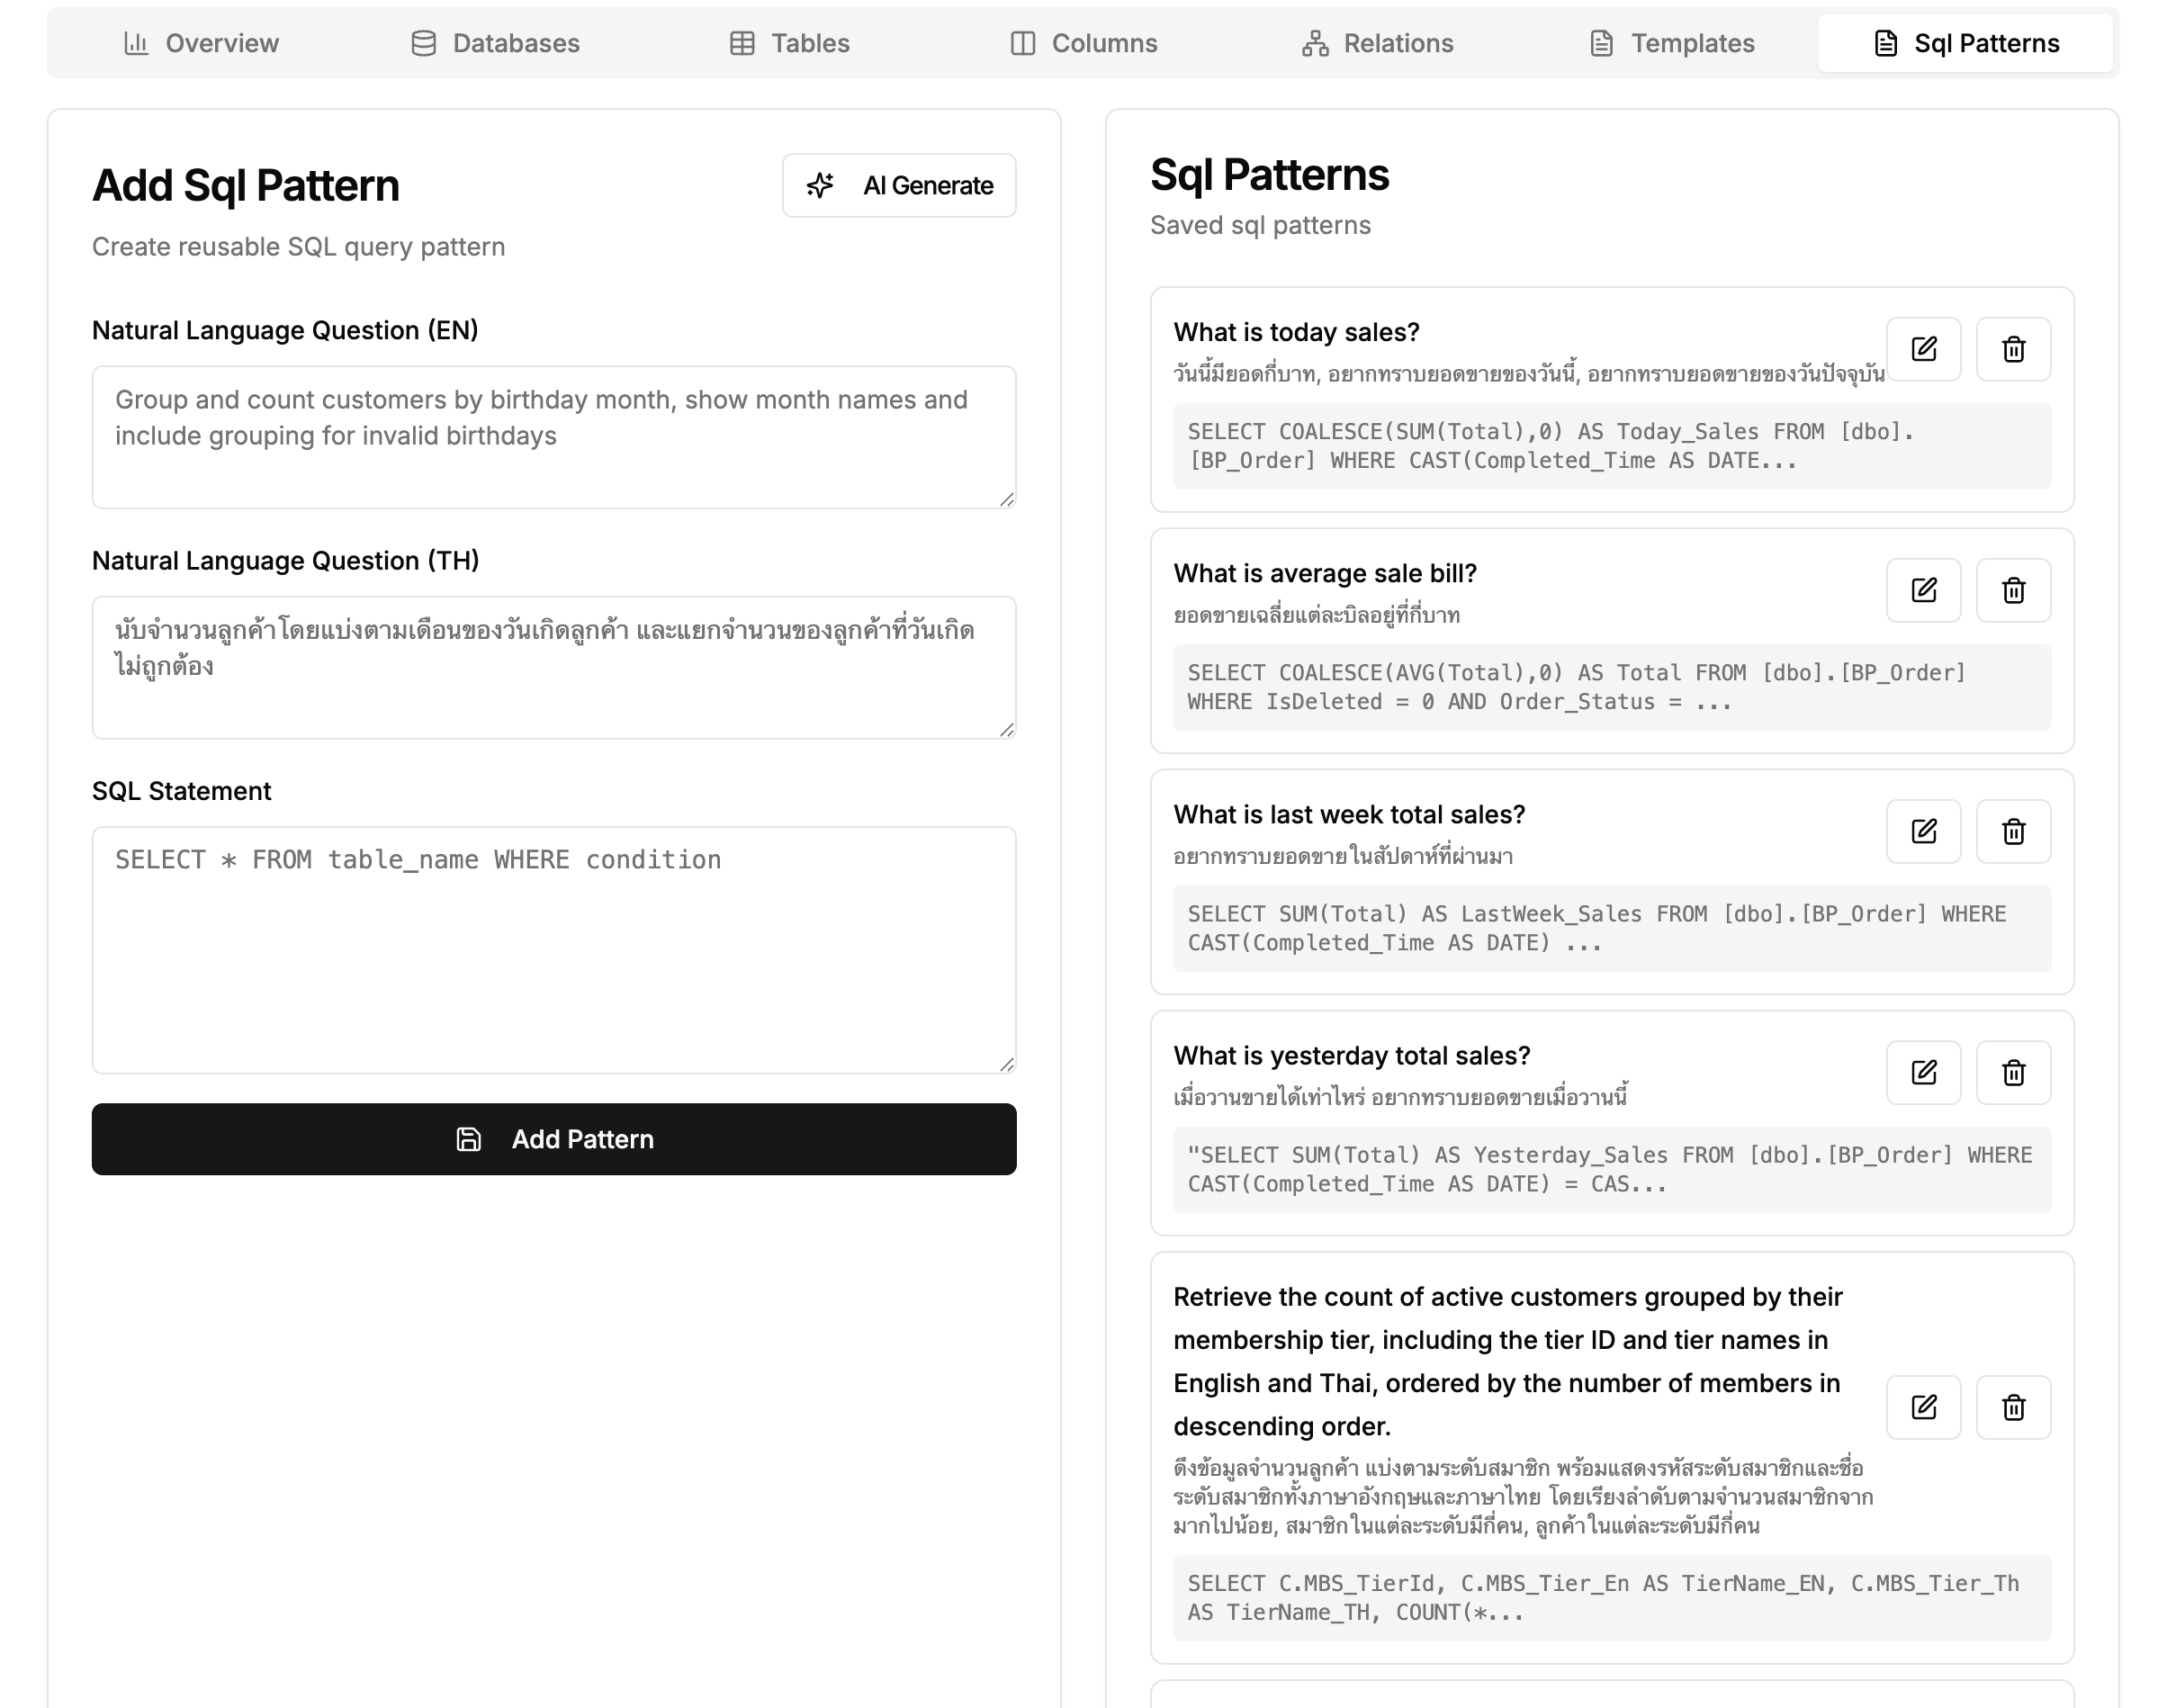 Overview
Databases
Tables
Columns
Relations
Templates
Sql Patterns
Add Sql Pattern
AI Generate
Create reusable SQL query pattern
Natural Language Question (EN)
Group and count customers by birthday month, show month names and
include grouping for invalid birthdays
Natural Language Question (TH)
นับจำนวนลูกค้าโดยแบ่งตามเดือนของวันเกิดลูกค้า และแยกจำนวนของลูกค้าที่วันเกิด
ไม่ถูกต้อง
SQL Statement
SELECT * FROM table_name WHERE condition
Add Pattern
Sql Patterns
Saved sql patterns
What is today sales?
วันนี้มียอดกี่บาท, อยากทราบยอดขายของวันนี้, อยากทราบยอดขายของวันปัจจุบัน
SELECT COALESCE(SUM(Total),0) AS Today_Sales FROM [dbo].
[BP_Order] WHERE CAST(Completed_Time AS DATE...
What is average sale bill?
ยอดขายเฉลี่ยแต่ละบิลอยู่ที่กี่บาท
SELECT COALESCE(AVG(Total),0) AS Total FROM [dbo].[BP_Order]
WHERE IsDeleted = 0 AND Order_Status = ...
What is last week total sales?
อยากทราบยอดขายในสัปดาห์ที่ผ่านมา
SELECT SUM(Total) AS LastWeek_Sales FROM [dbo].[BP_Order] WHERE
CAST(Completed_Time AS DATE) ...
What is yesterday total sales?
เมื่อวานขายได้เท่าไหร่ อยากทราบยอดขายเมื่อวานนี้
"SELECT SUM(Total) AS Yesterday_Sales FROM [dbo].[BP_Order] WHERE
CAST(Completed_Time AS DATE) = CAS...
Retrieve the count of active customers grouped by their
membership tier, including the tier ID and tier names in
English and Thai, ordered by the number of members in
descending order.
ดึงข้อมูลจำนวนลูกค้า แบ่งตามระดับสมาชิก พร้อมแสดงรหัสระดับสมาชิกและชื่อ
ระดับสมาชิกทั้งภาษาอังกฤษและภาษาไทย โดยเรียงลำดับตามจำนวนสมาชิกจาก
มากไปน้อย, สมาชิกในแต่ละระดับมีกี่คน, ลูกค้าในแต่ละระดับมีกี่คน
SELECT C.MBS_TierId, C.MBS_Tier_En AS TierName_EN, C.MBS_Tier_Th
AS TierName_TH, COUNT(*...